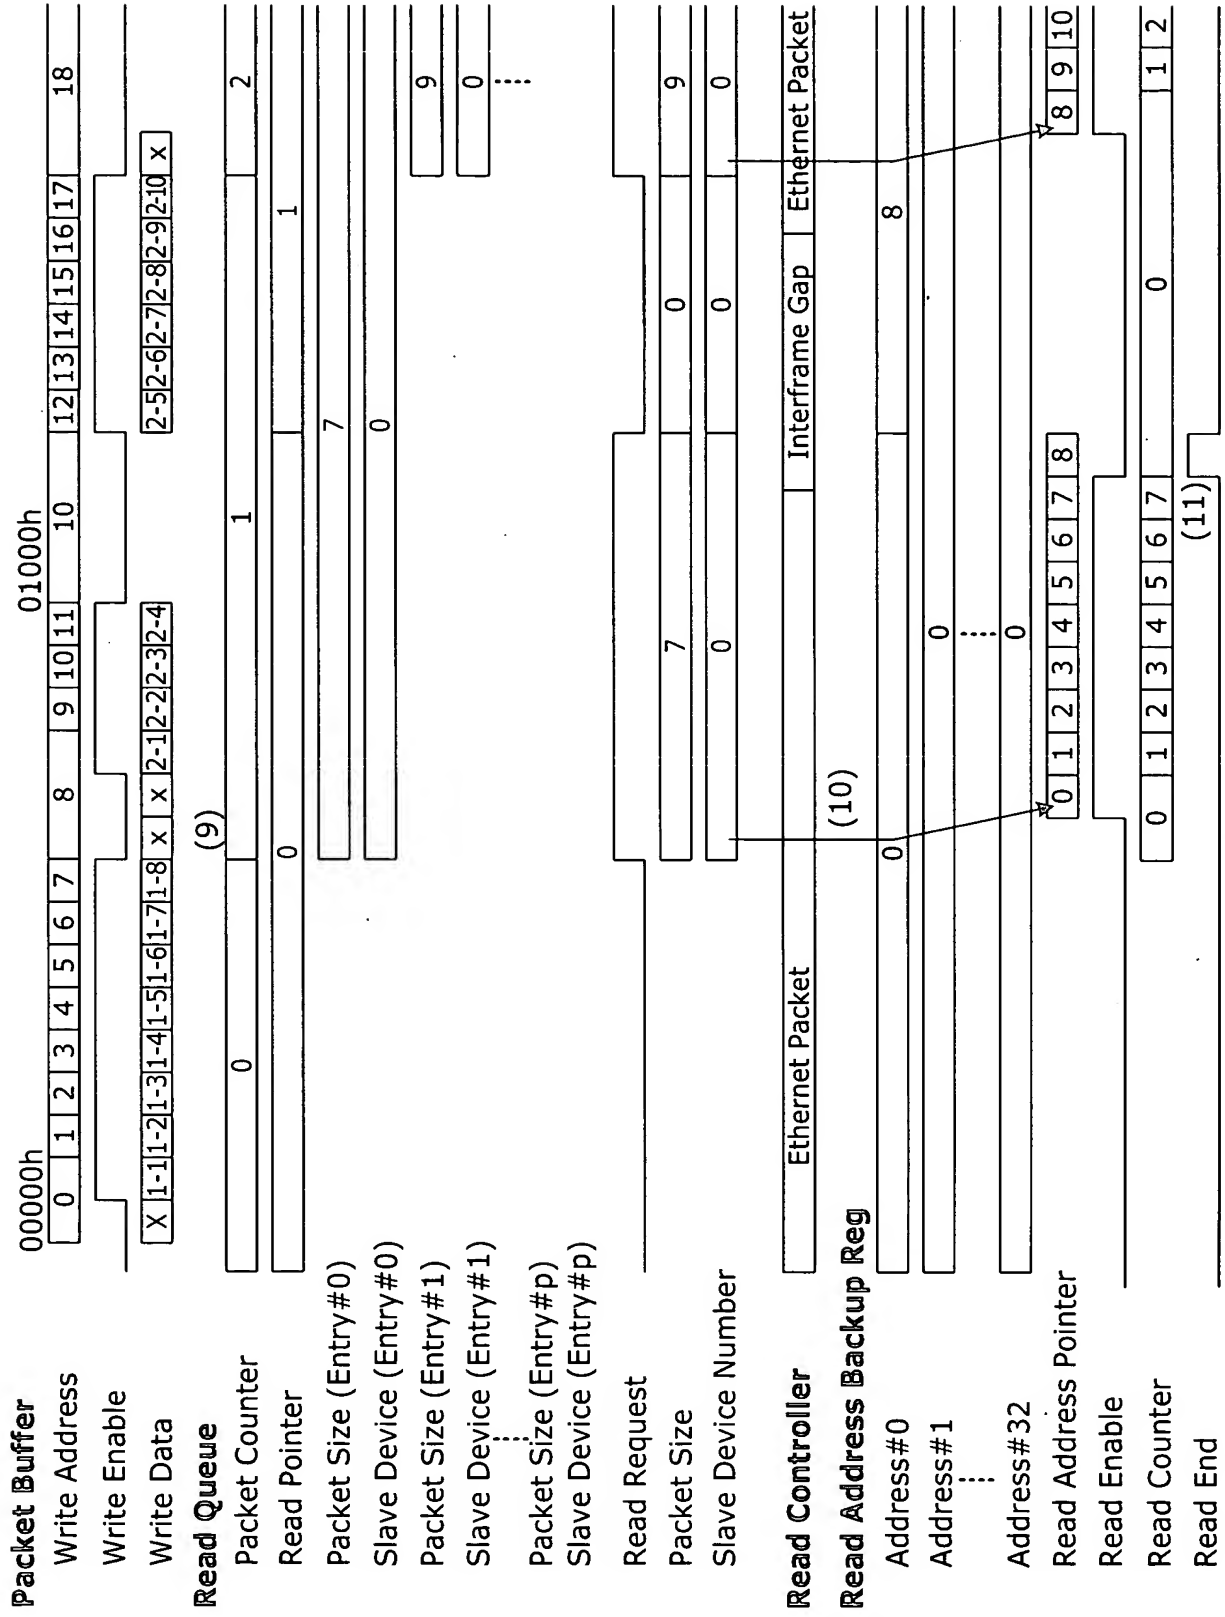 Packet Buffer
00000h 01000h
Write Address 0 1 2 3 4 5 6 7 8 9 10 11 10 12 13 14 15 16 17 18
Write Enable
Write Data X 1-1 1-2 1-3 1-4 1-5 1-6 1-7 1-8 x x 2-1 2-2 2-3 2-4 2-5 2-6 2-7 2-8 2-9 2-10 x
Read Queue
(9)
Packet Counter 0 1 2
Read Pointer 0 1
Packet Size (Entry#0) 7
Slave Device (Entry#0) 0
Packet Size (Entry#1) 9
Slave Device (Entry#1) 0
Packet Size (Entry#p)
Slave Device (Entry#p)
Read Request
Packet Size 7 0 9
Slave Device Number 0 0 0
Read Controller Ethernet Packet Interframe Gap Ethernet Packet
Read Address Backup Reg (10)
Address#0 0 8
Address#1 0
Address#32 0
Read Address Pointer 0 1 2 3 4 5 6 7 8 8 9 10
Read Enable
Read Counter 0 1 2 3 4 5 6 7 0 1 2
Read End (11)